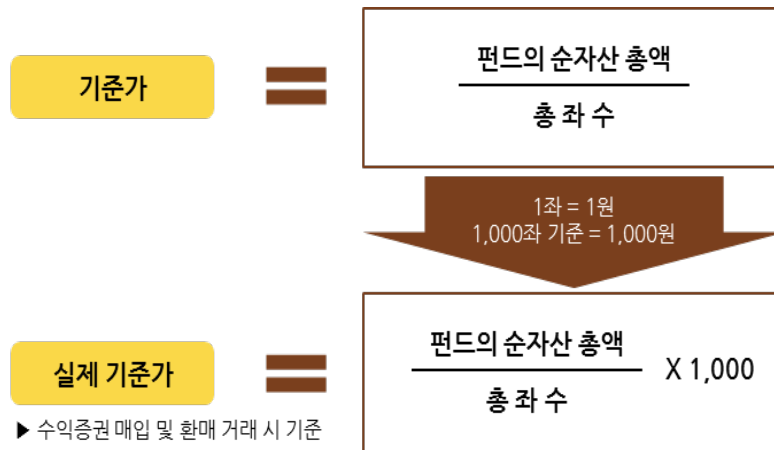 기준가
펀드의 순자산 총액
총 좌 수
1좌 = 1원
1,000좌 기준 = 1,000원
실제 기준가
펀드의 순자산 총액
총 좌 수
X 1,000
▶ 수익증권 매입 및 환매 거래 시 기준